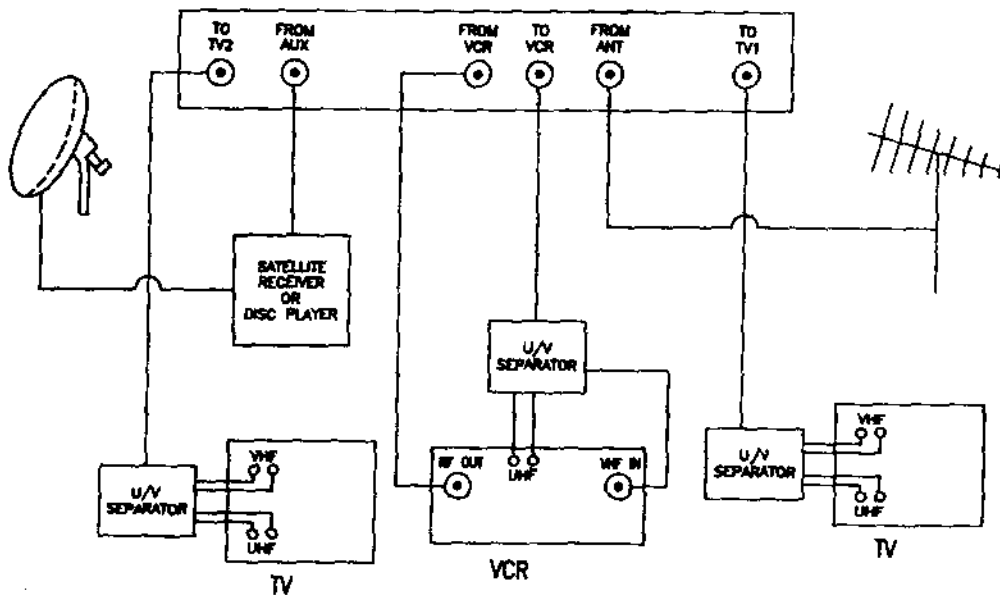 TO
TV2
FROM
AUX
FROM
VCR
TO
VCR
FROM
ANT
TO
TV1
SATELLITE
RECEIVER
OR
DISC PLAYER
U/V
SEPARATOR
VHF
U/V
SEPARATOR
UHF
TV
RF OUT
UHF
VHF IN
VCR
U/V
SEPARATOR
VHF
UHF
TV